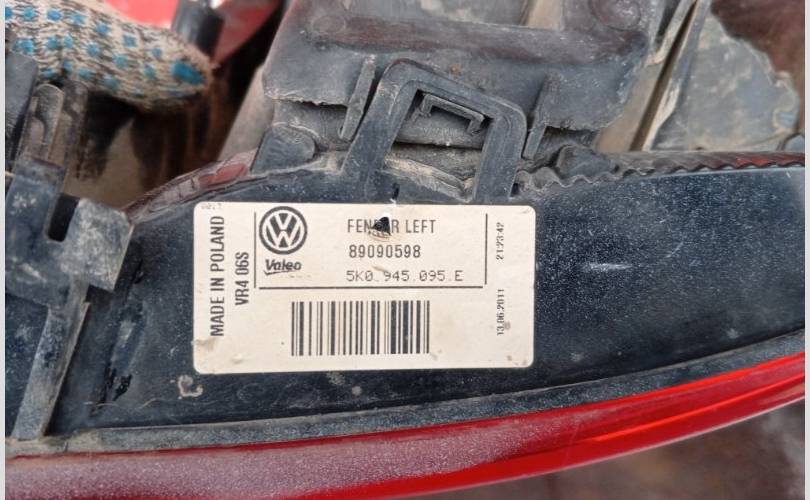 MADE IN POLAND
VR4 06S
VW
Valeo
FENDER LEFT
89090598
5K0.945.095.E
21:23:42
13.06.2011